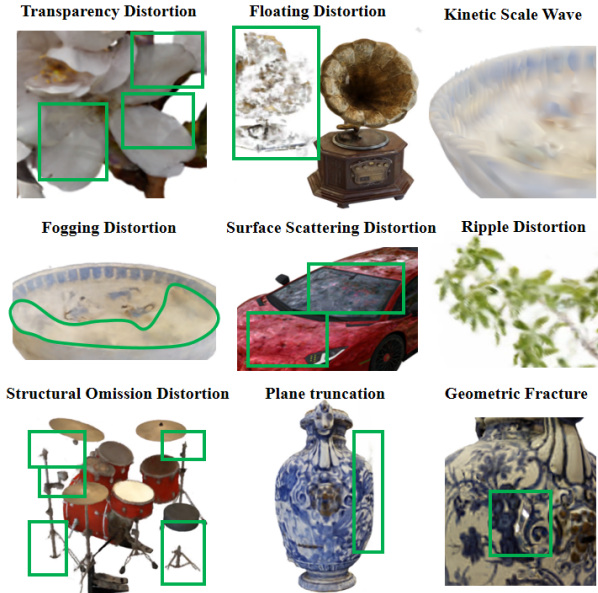 Transparency Distortion
Floating Distortion
Kinetic Scale Wave
Fogging Distortion
Surface Scattering Distortion
Ripple Distortion
Structural Omission Distortion
Plane truncation
Geometric Fracture